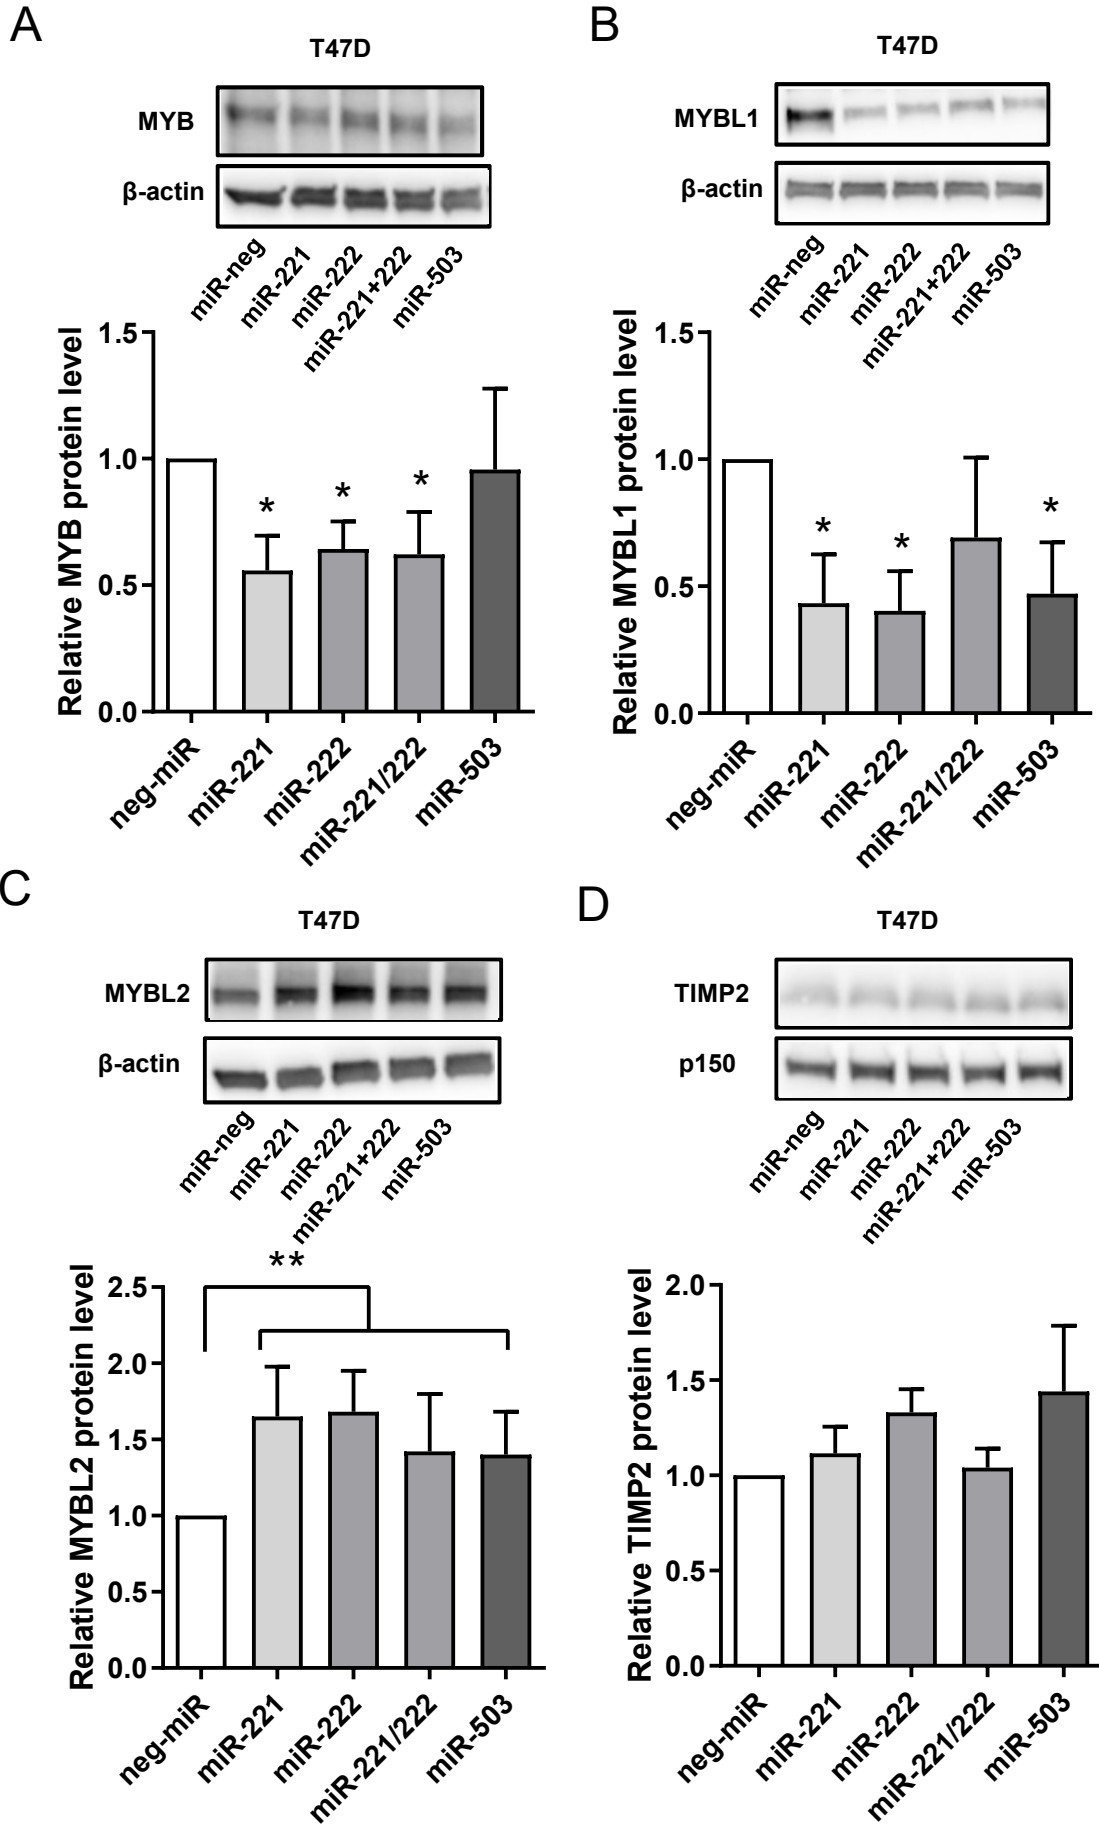 A
T47D
MYB
β-actin
miR-neg
miR-221
miR-222
miR-221+222
miR-503
Relative MYB protein level
1.5
1.0
0.5
0.0
*
*
*
neg-miR
miR-221
miR-222
miR-221/222
miR-503
B
T47D
MYBL1
β-actin
miR-neg
miR-221
miR-222
miR-221+222
miR-503
Relative MYBL1 protein level
1.5
1.0
0.5
0.0
*
*
*
neg-miR
miR-221
miR-222
miR-221/222
miR-503
C
T47D
MYBL2
β-actin
miR-neg
miR-221
miR-222
miR-221+222
miR-503
Relative MYBL2 protein level
2.5
2.0
1.5
1.0
0.5
0.0
**
neg-miR
miR-221
miR-222
miR-221/222
miR-503
D
T47D
TIMP2
p150
miR-neg
miR-221
miR-222
miR-221+222
miR-503
Relative TIMP2 protein level
2.0
1.5
1.0
0.5
0.0
neg-miR
miR-221
miR-222
miR-221/222
miR-503